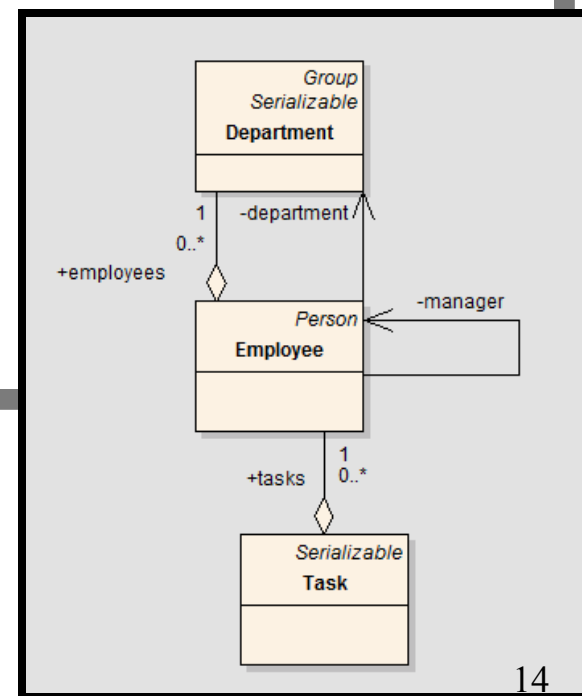 Group
Serializable
Department
1
-department
0..*
+employees
-manager
Person
Employee
1
+tasks
0..*
Serializable
Task
14